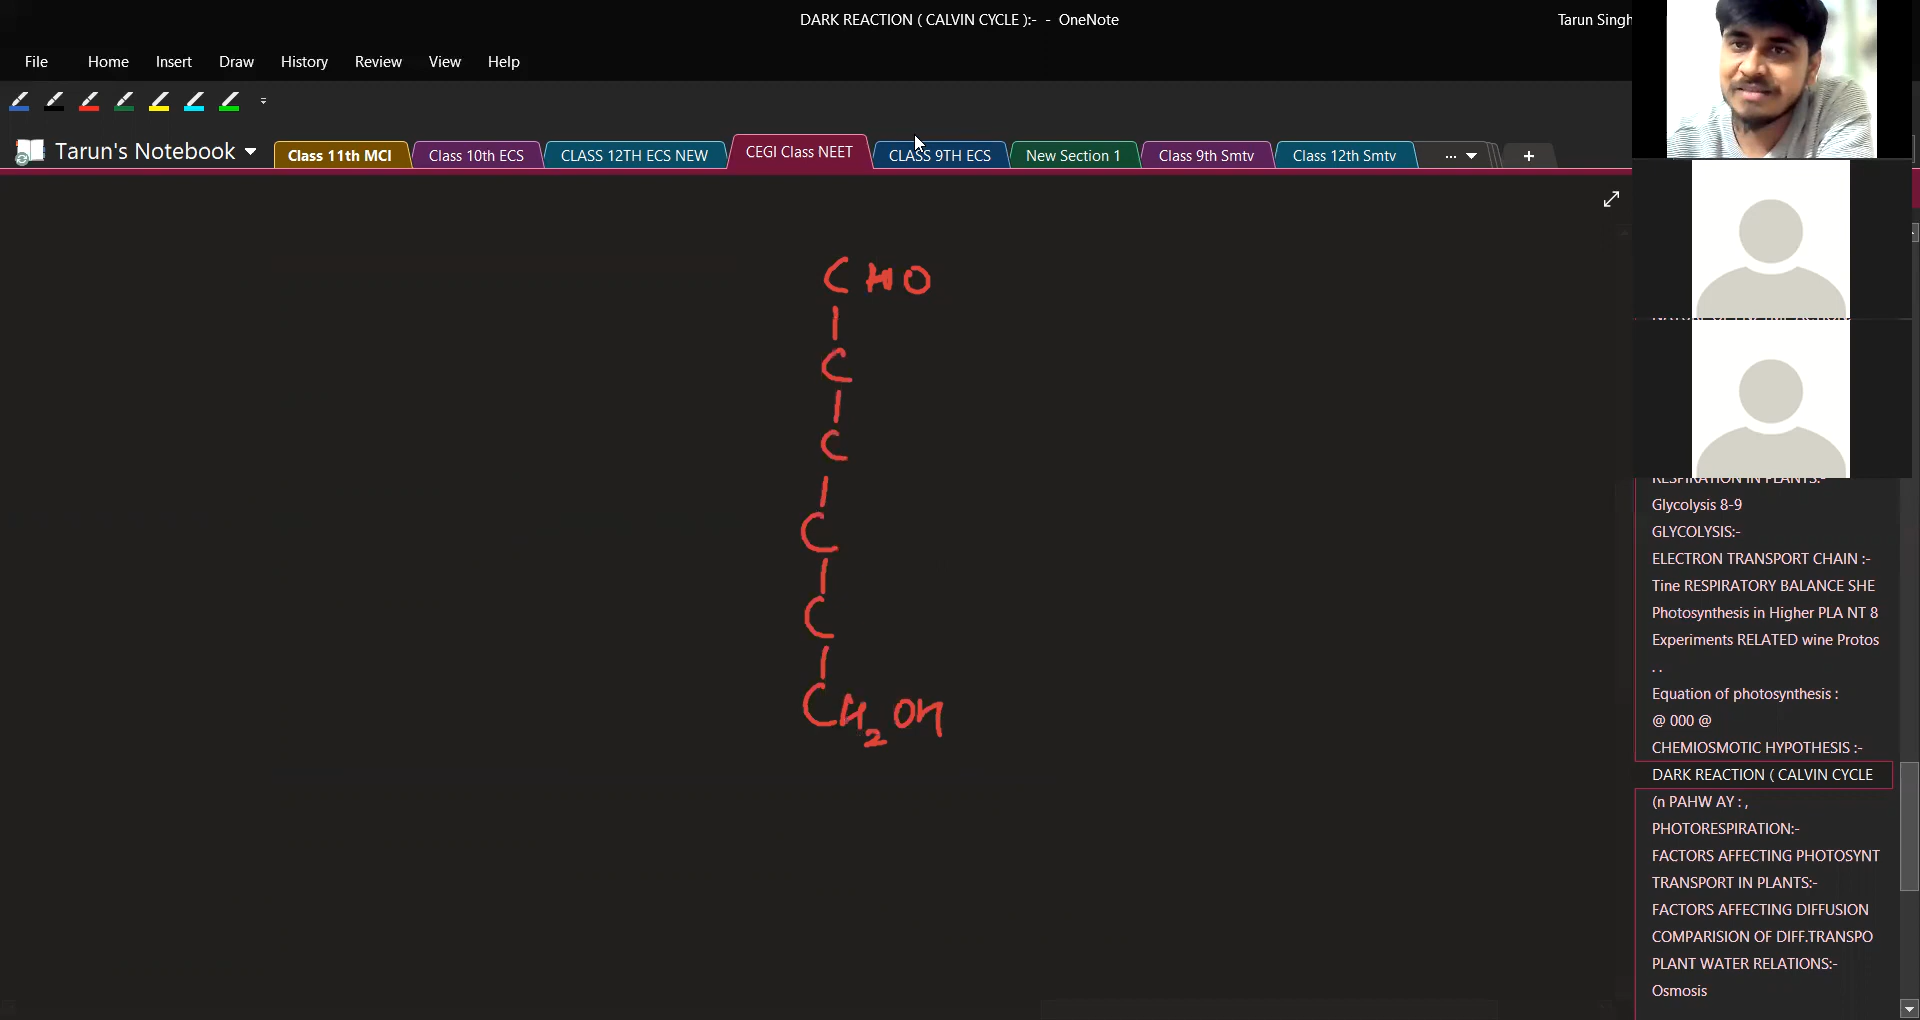 DARK REACTION ( CALVIN CYCLE ):- - OneNote
Tarun Singh
File Home Insert Draw History Review View Help
Tarun's Notebook
Class 11th MCI
Class 10th ECS
CLASS 12TH ECS NEW
CEGI Class NEET
CLASS 9TH ECS
New Section 1
Class 9th Smtv
Class 12th Smtv
...
+
CHO
C
C
C
C
CH2OH
RESPIRATION IN PLANTS:-
Glycolysis 8-9
GLYCOLYSIS:-
ELECTRON TRANSPORT CHAIN :-
Tine RESPIRATORY BALANCE SHE
Photosynthesis in Higher PLA NT 8
Experiments RELATED wine Protos
. .
Equation of photosynthesis :
@ 000 @
CHEMIOSMOTIC HYPOTHESIS :-
DARK REACTION ( CALVIN CYCLE
(n PAHW AY : ,
PHOTORESPIRATION:-
FACTORS AFFECTING PHOTOSYNT
TRANSPORT IN PLANTS:-
FACTORS AFFECTING DIFFUSION
COMPARISION OF DIFF.TRANSPO
PLANT WATER RELATIONS:-
Osmosis